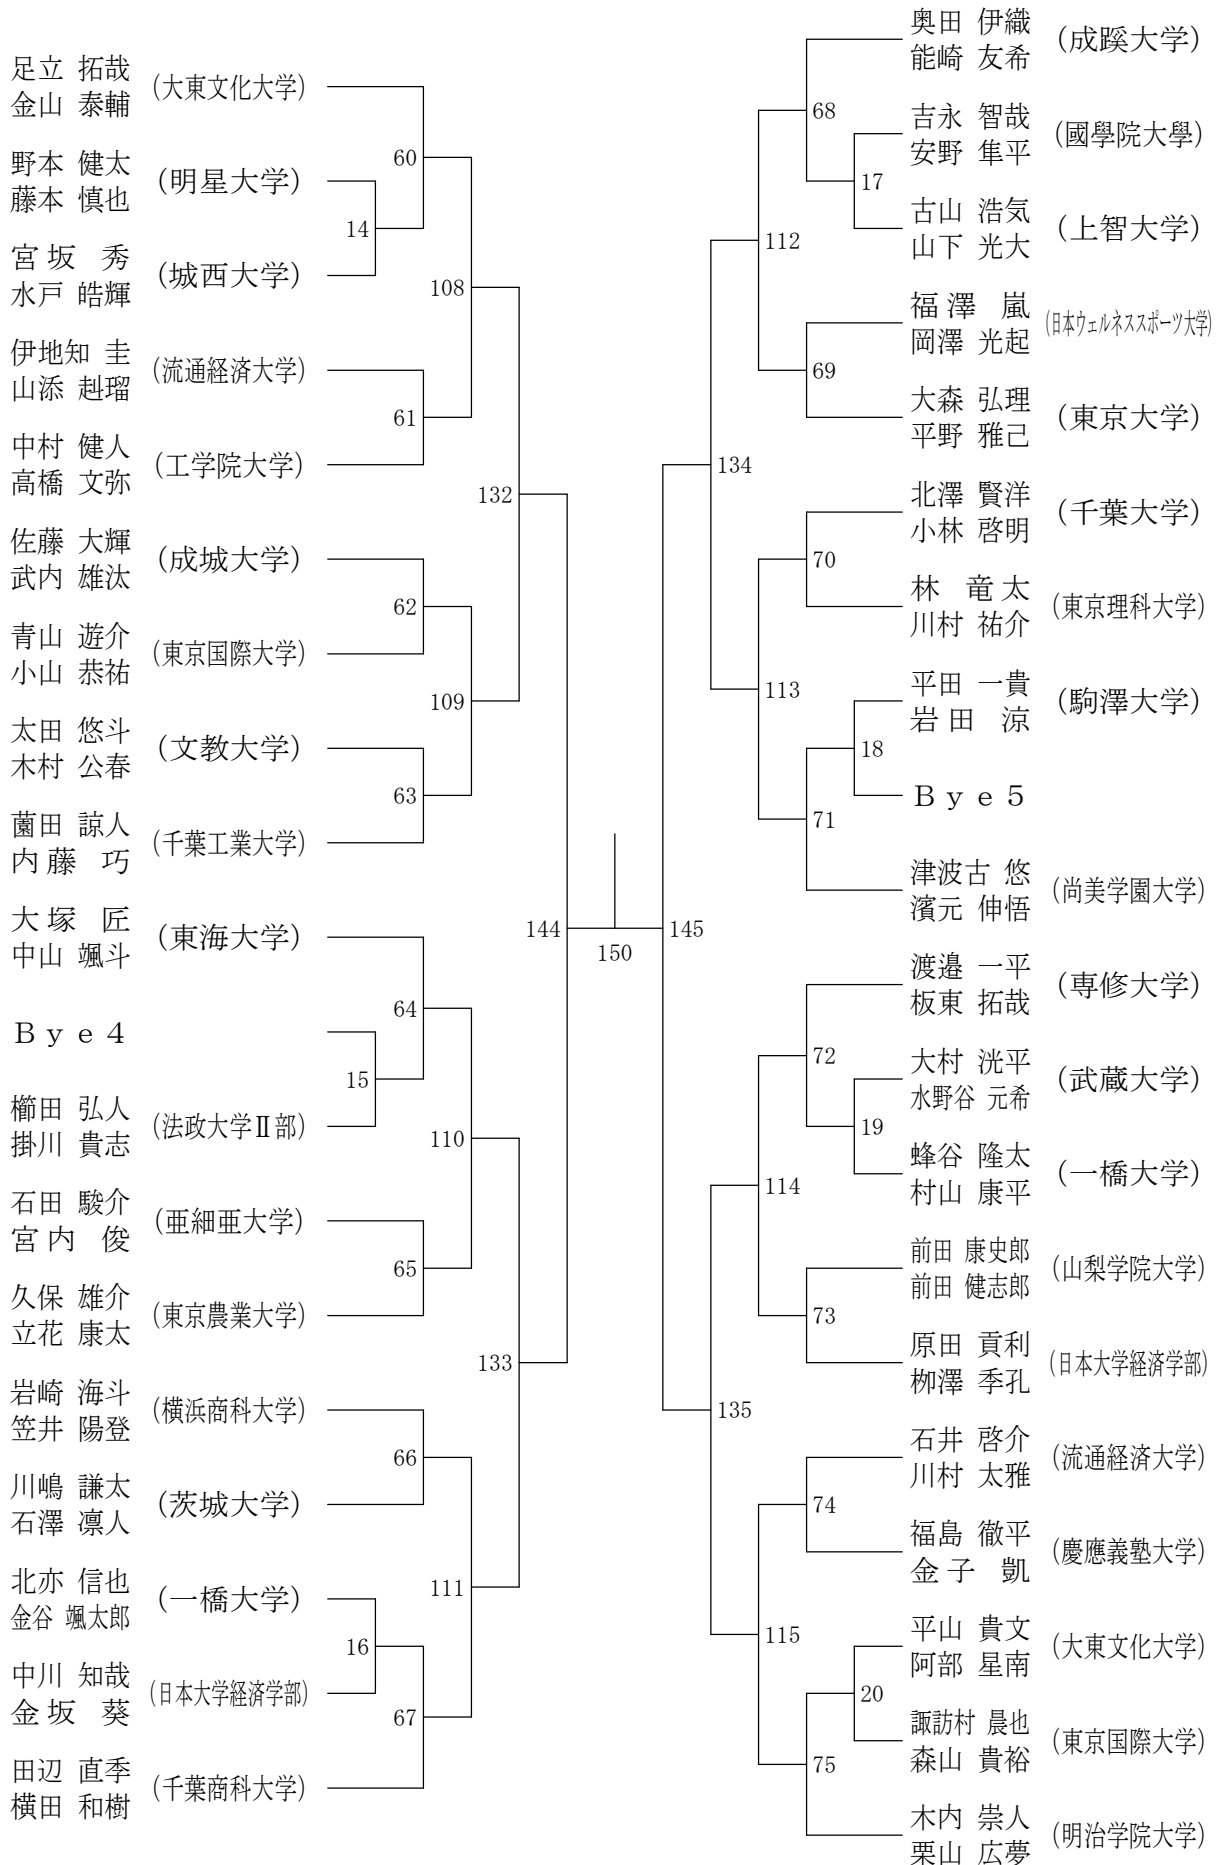 足立 拓哉
金山 泰輔
(大東文化大学)
野本 健太
藤本 慎也
(明星大学)
宮坂 秀
水戸 皓輝
(城西大学)
伊地知 圭
山添 赳瑠
(流通経済大学)
中村 健人
高橋 文弥
(工学院大学)
佐藤 大輝
武内 雄汰
(成城大学)
青山 遊介
小山 恭祐
(東京国際大学)
太田 悠斗
木村 公春
(文教大学)
薗田 諒人
内藤 巧
(千葉工業大学)
大塚 匠
中山 颯斗
(東海大学)
Bye4
櫛田 弘人
掛川 貴志
(法政大学Ⅱ部)
石田 駿介
宮内 俊
(亜細亜大学)
久保 雄介
立花 康太
(東京農業大学)
岩崎 海斗
笠井 陽登
(横浜商科大学)
川嶋 謙太
石澤 凛人
(茨城大学)
北亦 信也
金谷 颯太郎
(一橋大学)
中川 知哉
金坂 葵
(日本大学経済学部)
田辺 直季
横田 和樹
(千葉商科大学)
14
15
16
60
61
62
63
64
65
66
67
108
109
110
111
132
133
144
150
145
134
135
112
113
114
115
68
69
70
71
72
73
74
75
17
18
19
20
奥田 伊織
能崎 友希
(成蹊大学)
吉永 智哉
安野 隼平
(國學院大學)
古山 浩気
山下 光大
(上智大学)
福澤 嵐
岡澤 光起
(日本ウェルネススポーツ大学)
大森 弘理
平野 雅己
(東京大学)
北澤 賢洋
小林 啓明
(千葉大学)
林 竜太
川村 祐介
(東京理科大学)
平田 一貴
岩田 涼
(駒澤大学)
Bye5
津波古 悠
濱元 伸悟
(尚美学園大学)
渡邉 一平
板東 拓哉
(専修大学)
大村 洸平
水野谷 元希
(武蔵大学)
蜂谷 隆太
村山 康平
(一橋大学)
前田 康史郎
前田 健志郎
(山梨学院大学)
原田 貢利
栁澤 季孔
(日本大学経済学部)
石井 啓介
川村 太雅
(流通経済大学)
福島 徹平
金子 凱
(慶應義塾大学)
平山 貴文
阿部 星南
(大東文化大学)
諏訪村 晨也
森山 貴裕
(東京国際大学)
木内 崇人
栗山 広夢
(明治学院大学)